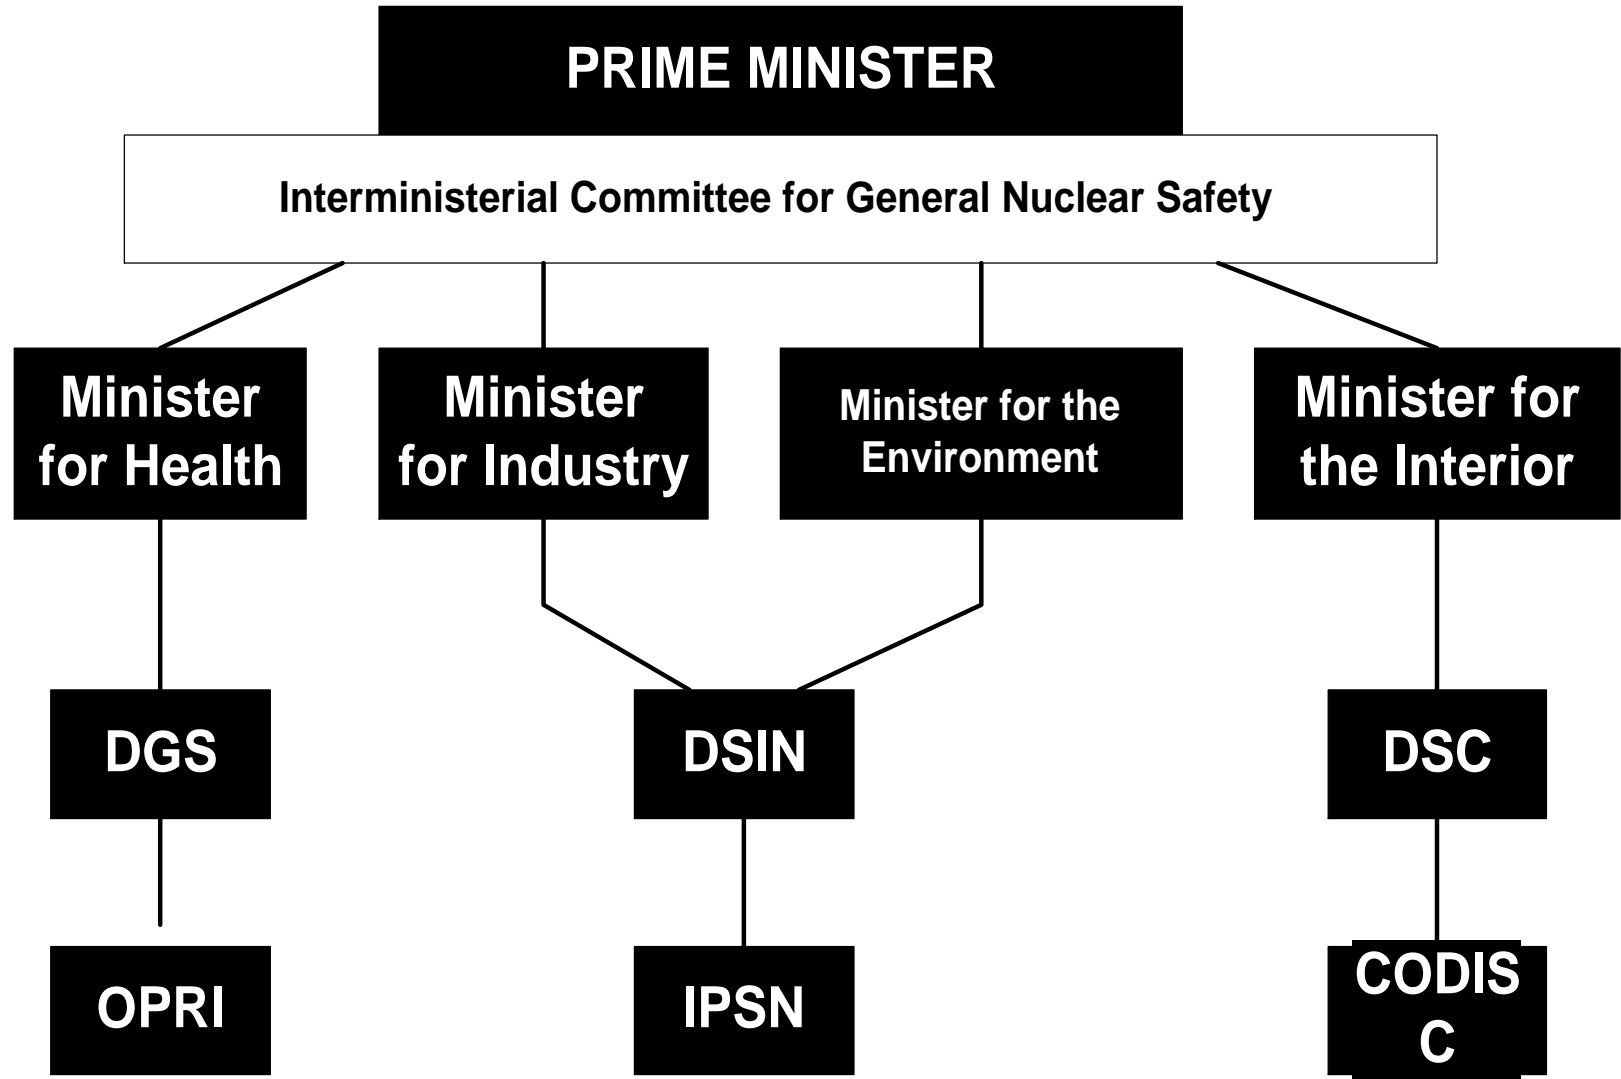 PRIME MINISTER
Interministerial Committee for General Nuclear Safety
Minister
for Health
Minister
for Industry
Minister for the
Environment
Minister for
the Interior
DGS
DSIN
DSC
OPRI
IPSN
CODIS
C